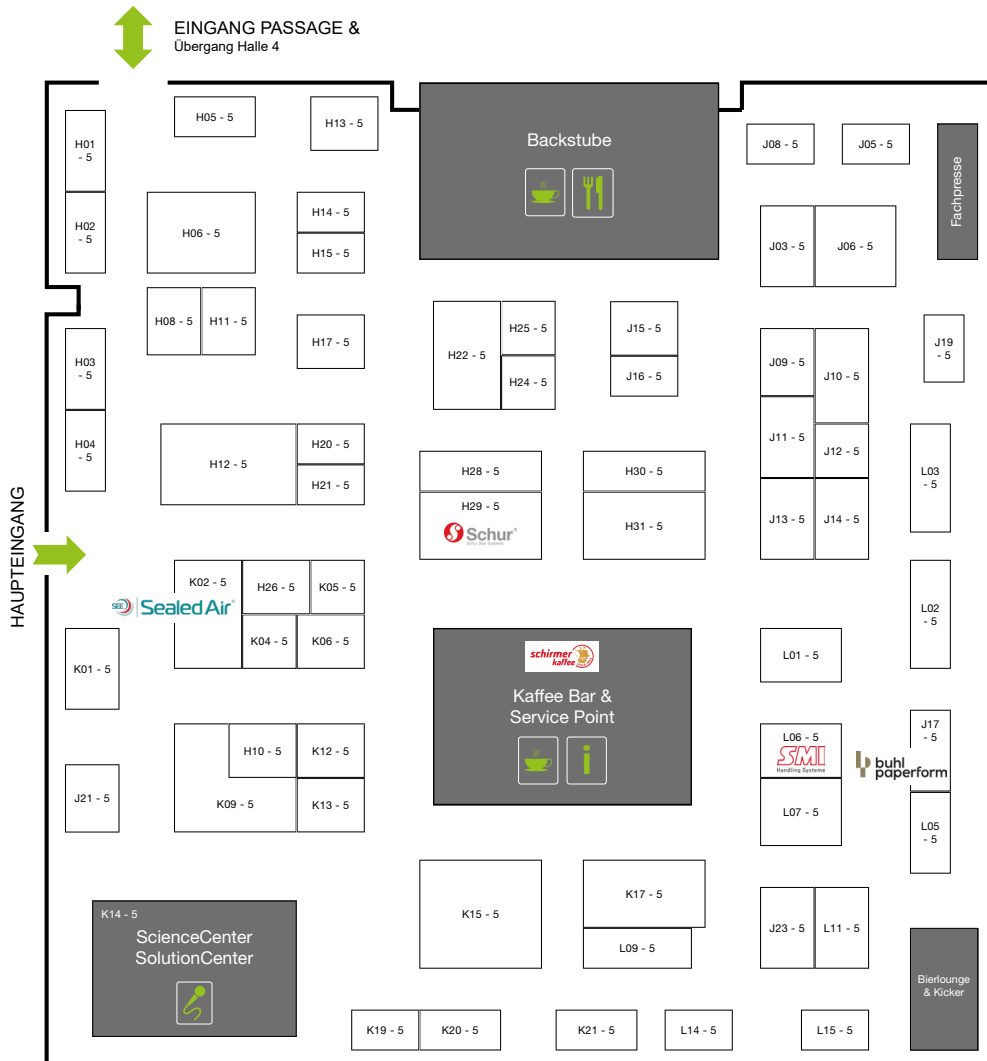 EINGANG PASSAGE &
Übergang Halle 4
H05 - 5
H13 - 5
H01
- 5
Backstube
J08 - 5
J05 - 5
Fachpresse
H02
- 5
H06 - 5
H14 - 5
H15 - 5
J03 - 5
J06 - 5
H08 - 5
H11 - 5
H17 - 5
H22 - 5
H25 - 5
H24 - 5
J15 - 5
J16 - 5
J19
- 5
H03
- 5
H04
- 5
J09 - 5
J10 - 5
J11 - 5
J12 - 5
J13 - 5
J14 - 5
H12 - 5
H20 - 5
H21 - 5
H28 - 5
H29 - 5
Schur®
Schur Star Systems
H30 - 5
H31 - 5
L03
- 5
HAUPTEINGANG
K02 - 5
SEE Sealed Air®
H26 - 5
K05 - 5
K04 - 5
K06 - 5
K01 - 5
schirmer
kaffee
Kaffee Bar &
Service Point
L01 - 5
L02
- 5
H10 - 5
K12 - 5
K09 - 5
K13 - 5
J21 - 5
L06 - 5
SMI
Handling Systeme
L07 - 5
J17
- 5
buhl
paperform
L05
- 5
K14 - 5
ScienceCenter
SolutionCenter
K15 - 5
K17 - 5
L09 - 5
J23 - 5
L11 - 5
Bierlounge
& Kicker
K19 - 5
K20 - 5
K21 - 5
L14 - 5
L15 - 5